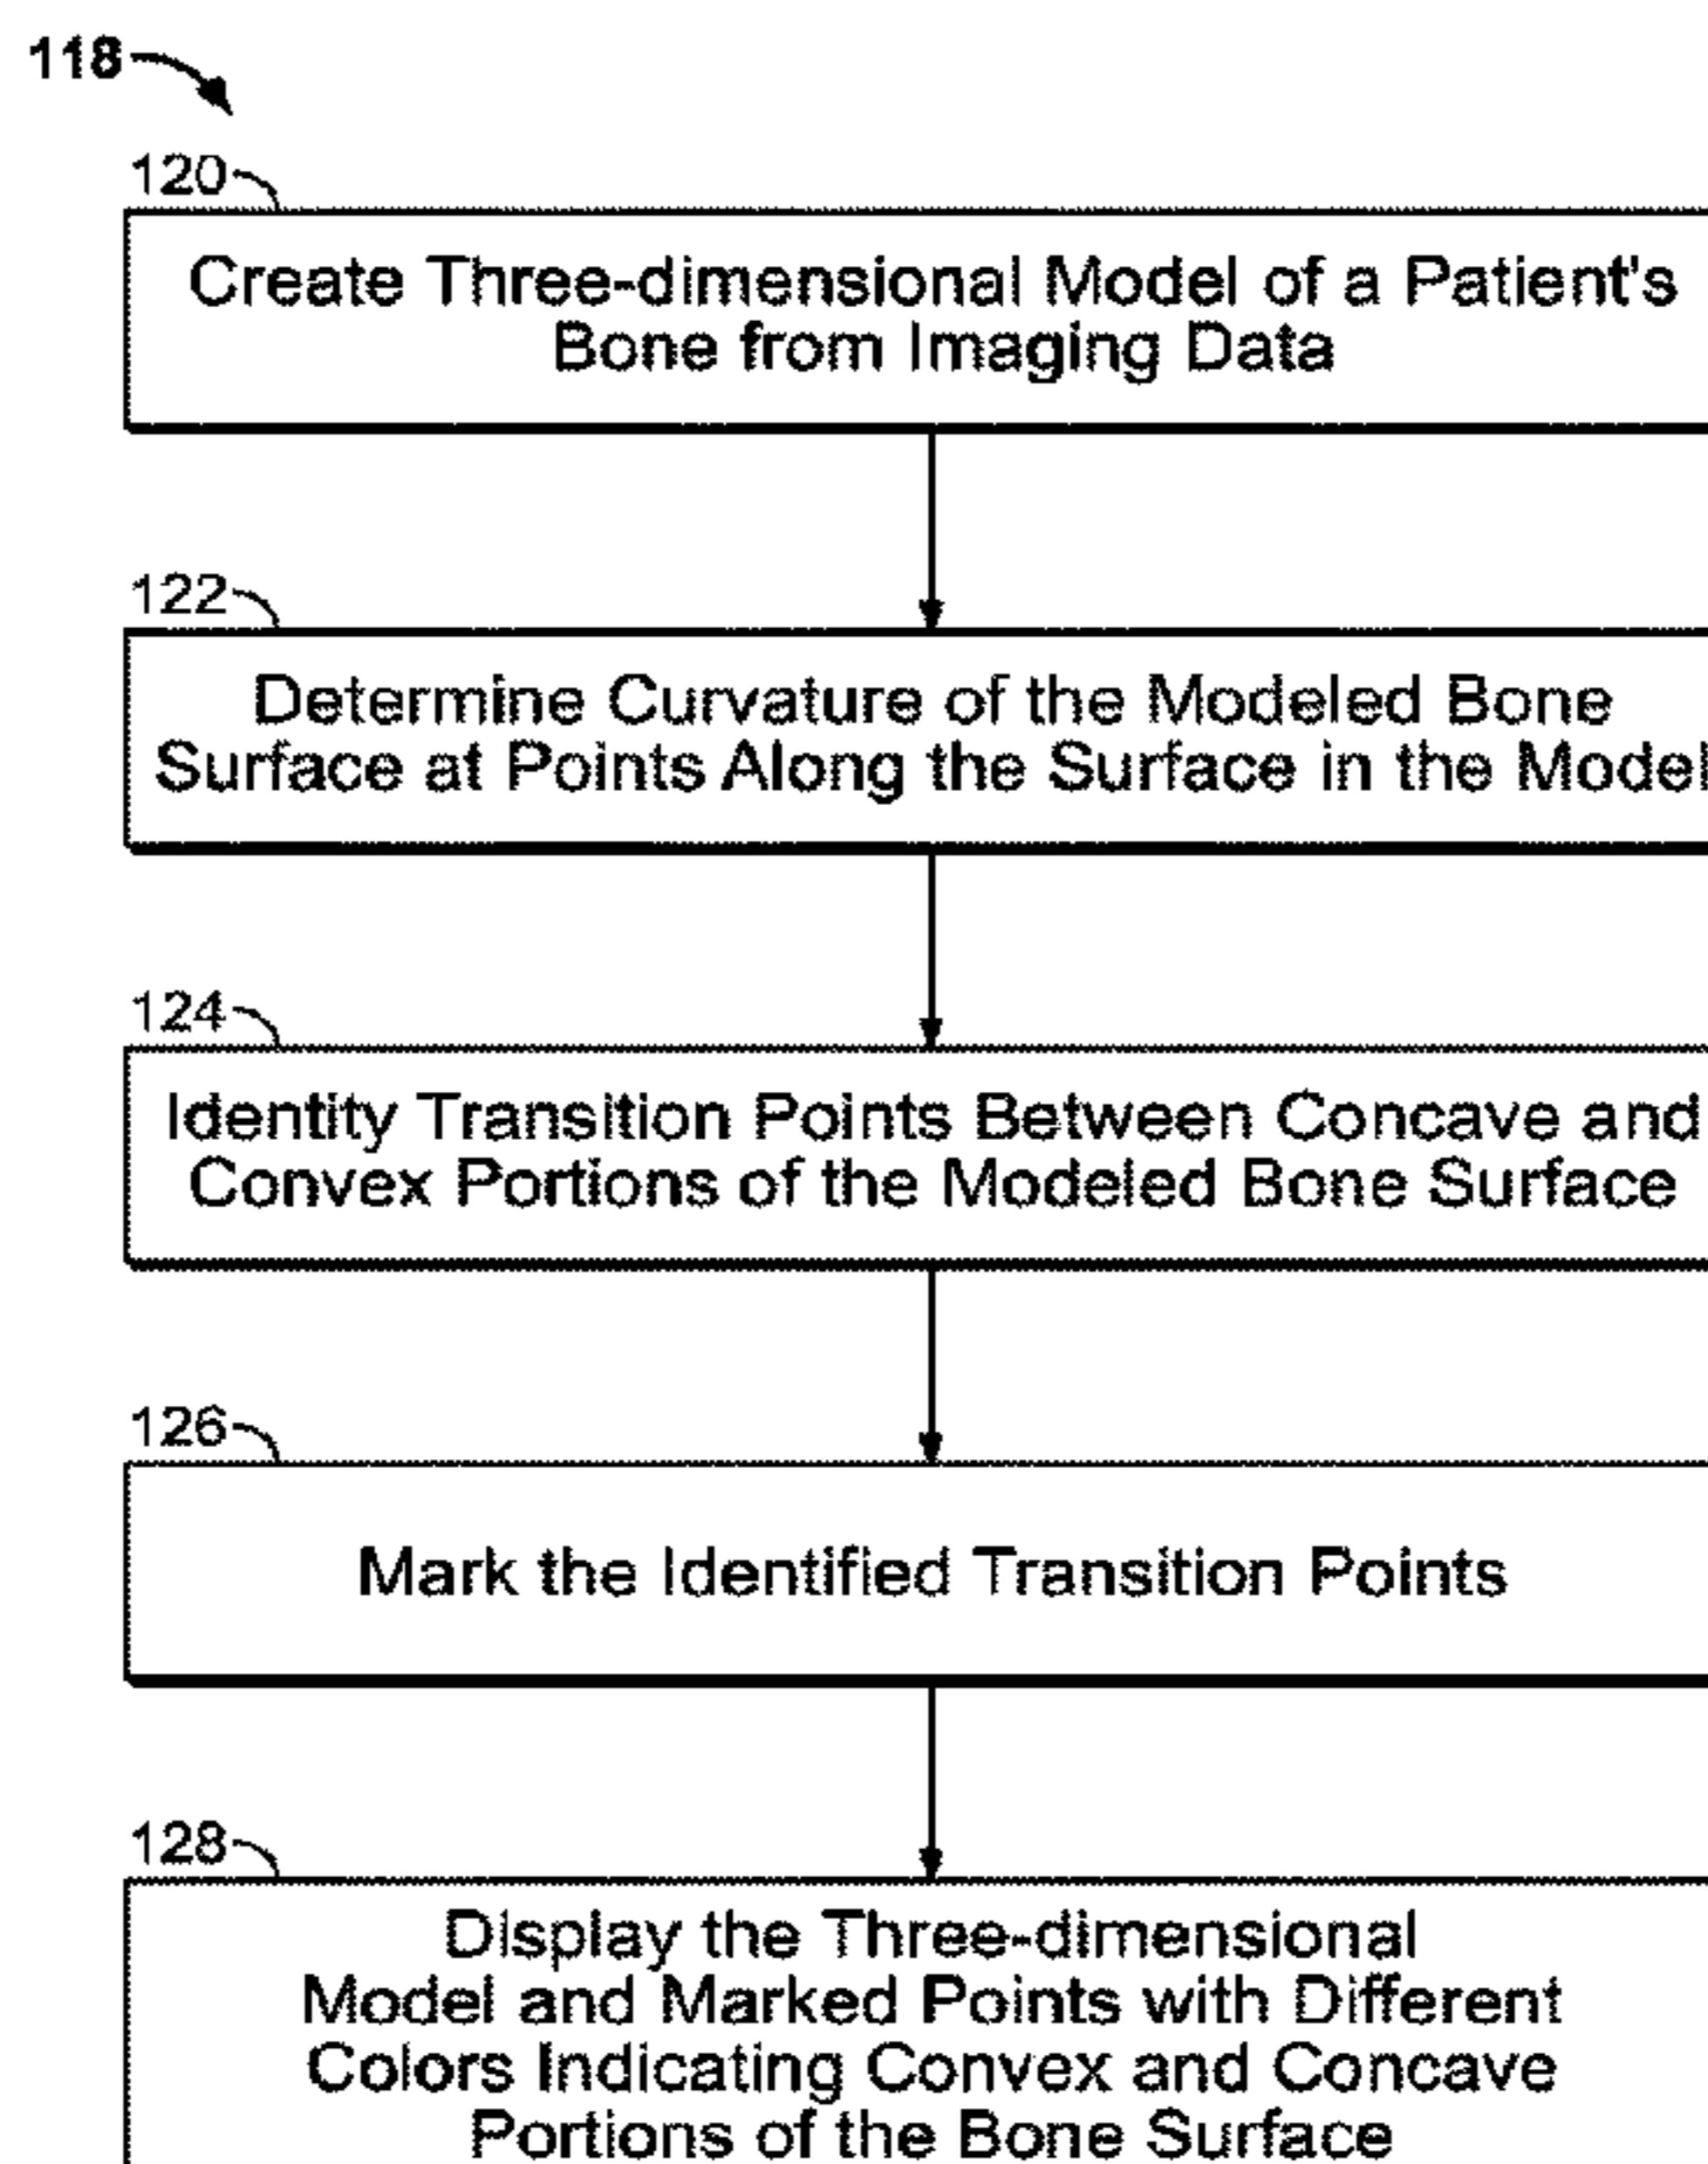 118
120
Create Three-dimensional Model of a Patient's
Bone from Imaging Data
122
Determine Curvature of the Modeled Bone
Surface at Points Along the Surface in the Model
124
Identity Transition Points Between Concave and
Convex Portions of the Modeled Bone Surface
126
Mark the Identified Transition Points
128
Display the Three-dimensional
Model and Marked Points with Different
Colors Indicating Convex and Concave
Portions of the Bone Surface